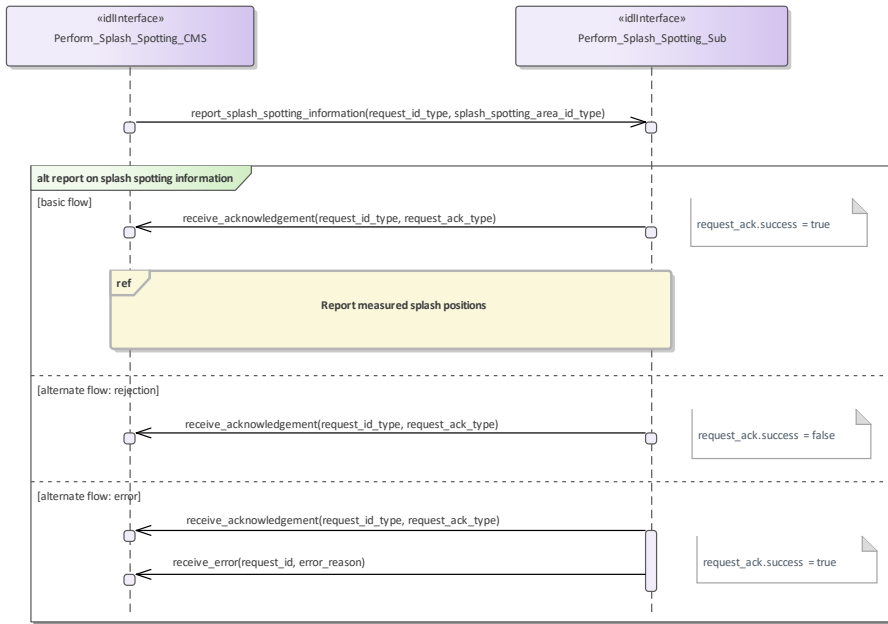 «idlInterface»
Perform_Splash_Spotting_CMS
«idlInterface»
Perform_Splash_Spotting_Sub
report_splash_spotting_information(request_id_type, splash_spotting_area_id_type)
alt report on splash spotting information
[basic flow]
receive_acknowledgement(request_id_type, request_ack_type)
request_ack.success = true
ref
Report measured splash positions
[alternate flow: rejection]
receive_acknowledgement(request_id_type, request_ack_type)
request_ack.success = false
[alternate flow: error]
receive_acknowledgement(request_id_type, request_ack_type)
receive_error(request_id, error_reason)
request_ack.success = true